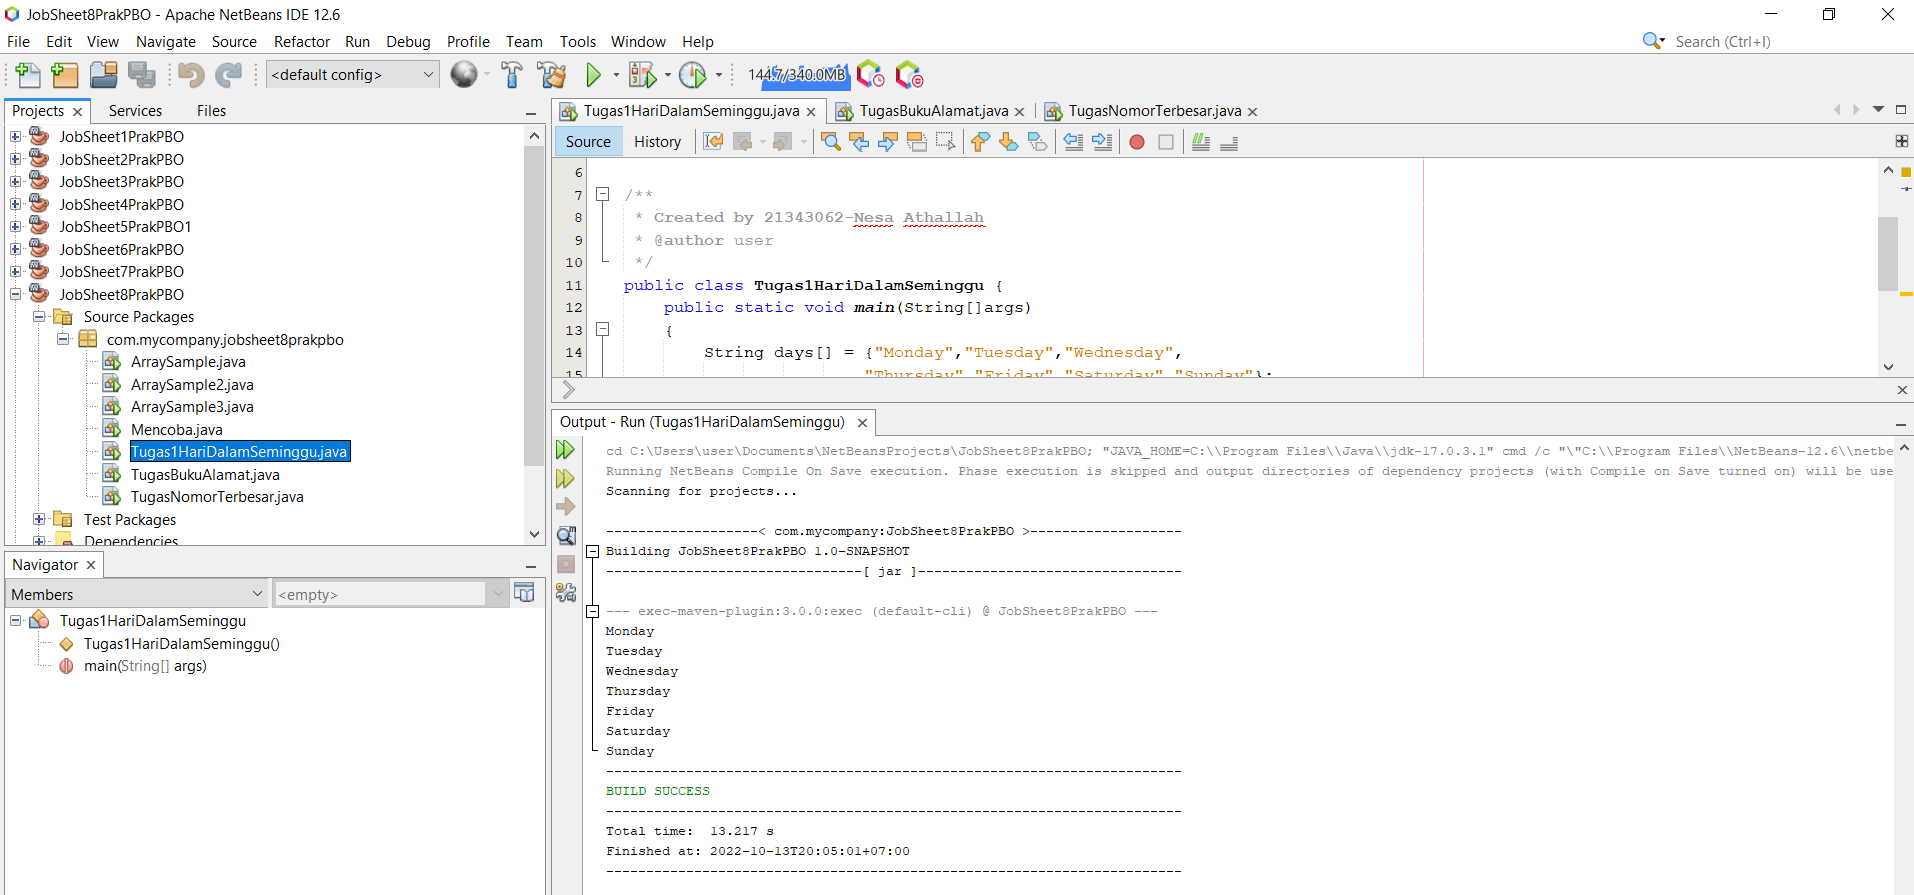 JobSheet8PrakPBO - Apache NetBeans IDE 12.6
File Edit View Navigate Source Refactor Run Debug Profile Team Tools Window Help
Search (Ctrl+I)
<default config>
144.7/340.0MB
Projects Services Files
JobSheet1PrakPBO
JobSheet2PrakPBO
JobSheet3PrakPBO
JobSheet4PrakPBO
JobSheet5PrakPBO1
JobSheet6PrakPBO
JobSheet7PrakPBO
JobSheet8PrakPBO
Source Packages
com.mycompany.jobsheet8prakpbo
ArraySample.java
ArraySample2.java
ArraySample3.java
Mencoba.java
Tugas1HariDalamSeminggu.java
TugasBukuAlamat.java
TugasNomorTerbesar.java
Test Packages
Dependencies
Navigator
Members
<empty>
Tugas1HariDalamSeminggu
Tugas1HariDalamSeminggu()
main(String[] args)
Tugas1HariDalamSeminggu.java TugasBukuAlamat.java TugasNomorTerbesar.java
Source History
6
7 /**
8 * Created by 21343062-Nesa Athallah
9 * @author user
10 */
11 public class Tugas1HariDalamSeminggu {
12 public static void main(String[]args)
13 {
14 String days[] = {"Monday","Tuesday","Wednesday",
15 "Thursday","Friday","Saturday","Sunday"};
Output - Run (Tugas1HariDalamSeminggu)
cd C:\Users\user\Documents\NetBeansProjects\JobSheet8PrakPBO; "JAVA_HOME=C:\\Program Files\\Java\\jdk-17.0.3.1" cmd /c "\"C:\\Program Files\\NetBeans-12.6\\netbe
Running NetBeans Compile On Save execution. Phase execution is skipped and output directories of dependency projects (with Compile on Save turned on) will be use
Scanning for projects...
-------------------< com.mycompany:JobSheet8PrakPBO >-------------------
Building JobSheet8PrakPBO 1.0-SNAPSHOT
--------------------------------[ jar ]---------------------------------
--- exec-maven-plugin:3.0.0:exec (default-cli) @ JobSheet8PrakPBO ---
Monday
Tuesday
Wednesday
Thursday
Friday
Saturday
Sunday
------------------------------------------------------------------------
BUILD SUCCESS
------------------------------------------------------------------------
Total time:  13.217 s
Finished at: 2022-10-13T20:05:01+07:00
------------------------------------------------------------------------